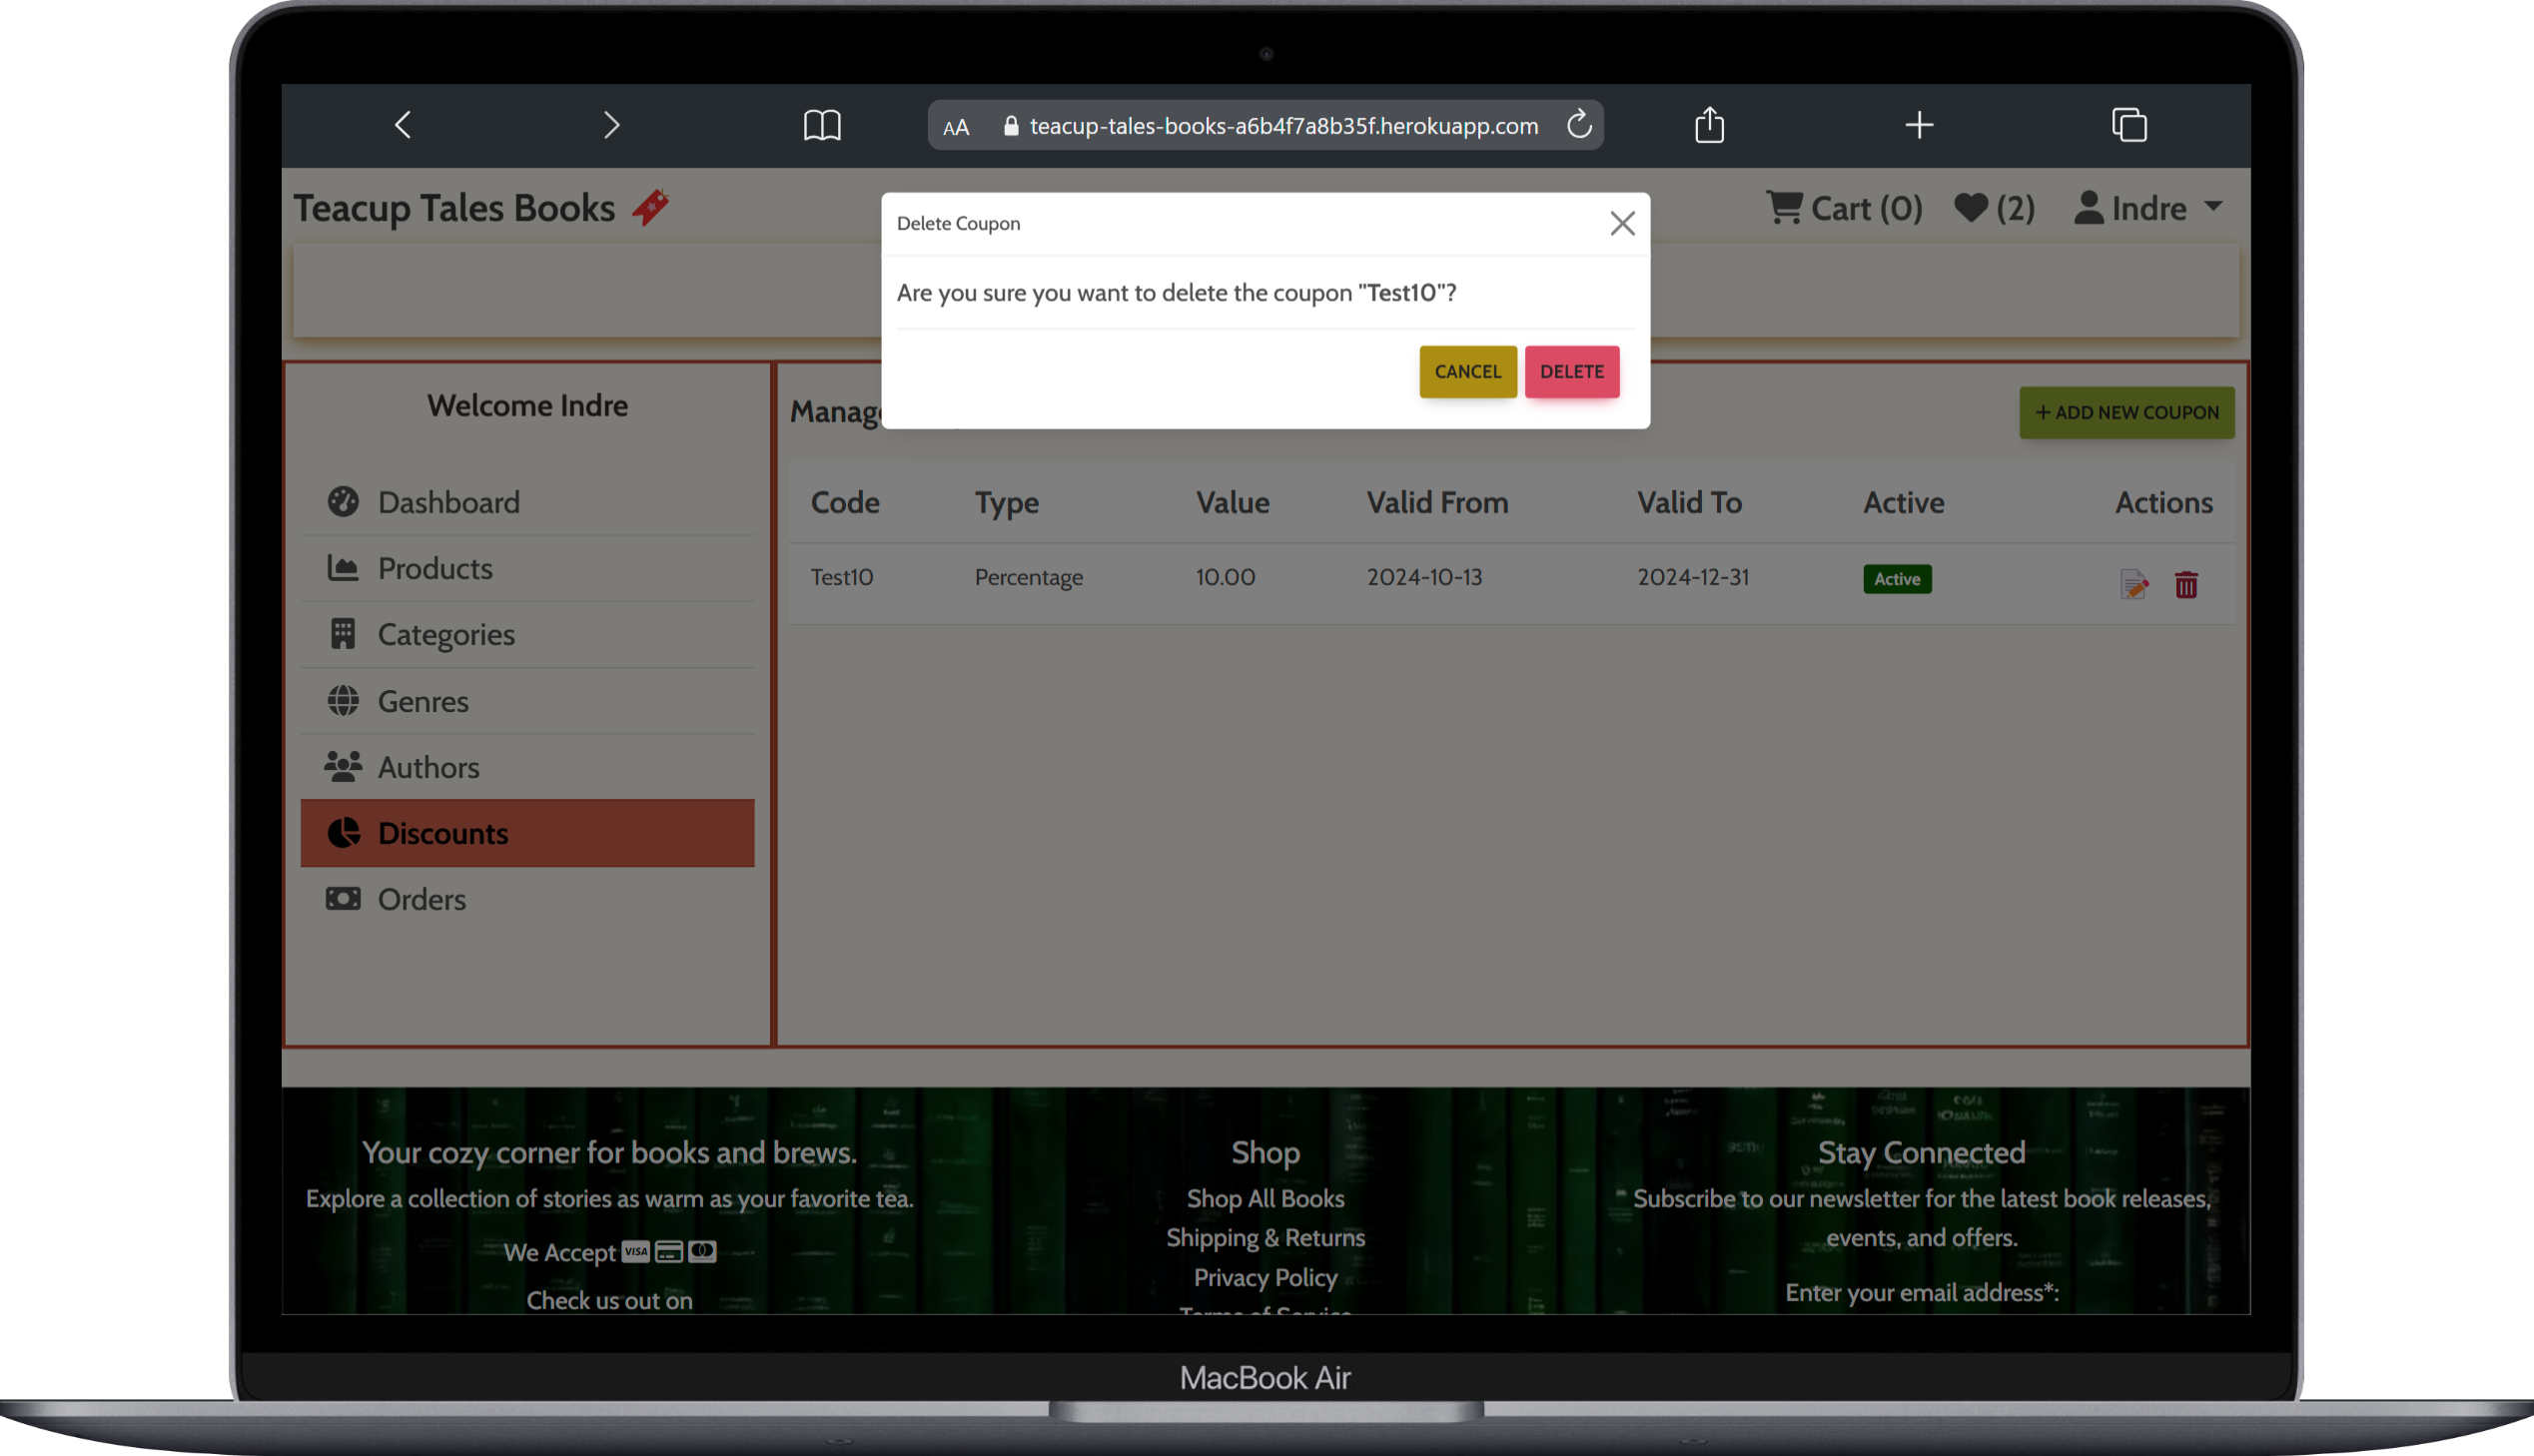 AA teacup-tales-books-a6b4f7a8b35f.herokuapp.com
Teacup Tales Books Cart (0) (2) Indre
Delete Coupon
Are you sure you want to delete the coupon "Test10"?
CANCEL DELETE
Welcome Indre
+ ADD NEW COUPON
Dashboard
Products
Categories
Genres
Authors
Discounts
Orders
Code Type Value Valid From Valid To Active Actions
Test10 Percentage 10.00 2024-10-13 2024-12-31 Active
Your cozy corner for books and brews.
Explore a collection of stories as warm as your favorite tea.
We Accept VISA
Check us out on
Shop
Shop All Books
Shipping & Returns
Privacy Policy
Stay Connected
Subscribe to our newsletter for the latest book releases,
events, and offers.
Enter your email address*:
MacBook Air